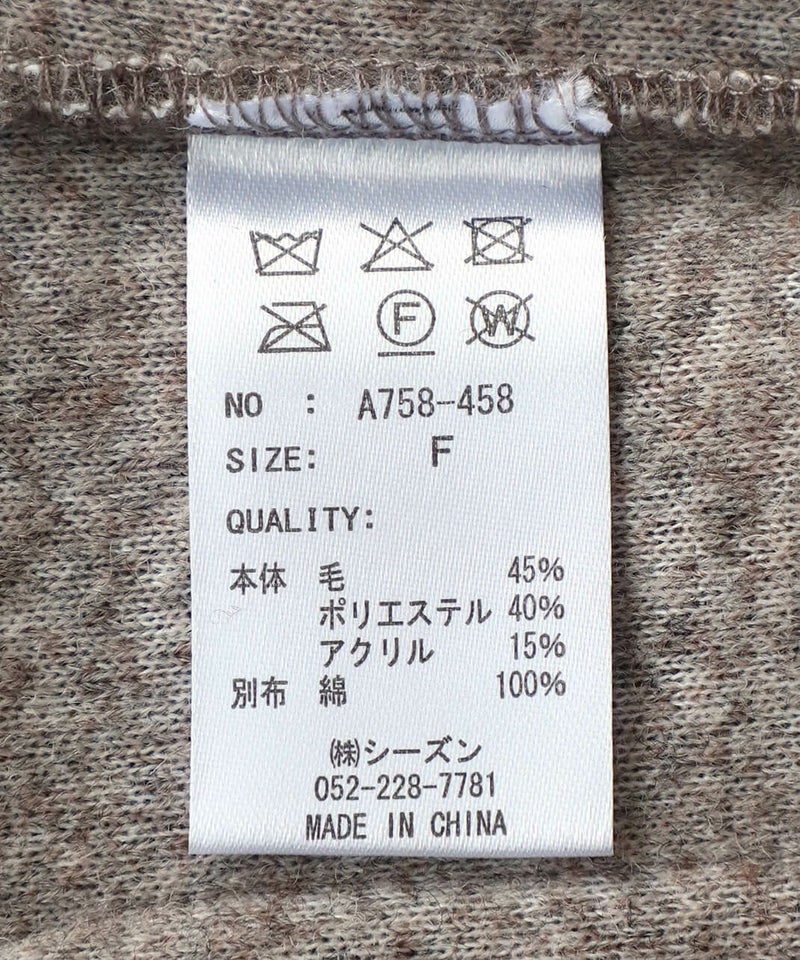 F W
NO : A758-458
SIZE: F
QUALITY:
本体 毛 45%
ポリエステル 40%
アクリル 15%
別布 綿 100%
㈱シーズン
052-228-7781
MADE IN CHINA